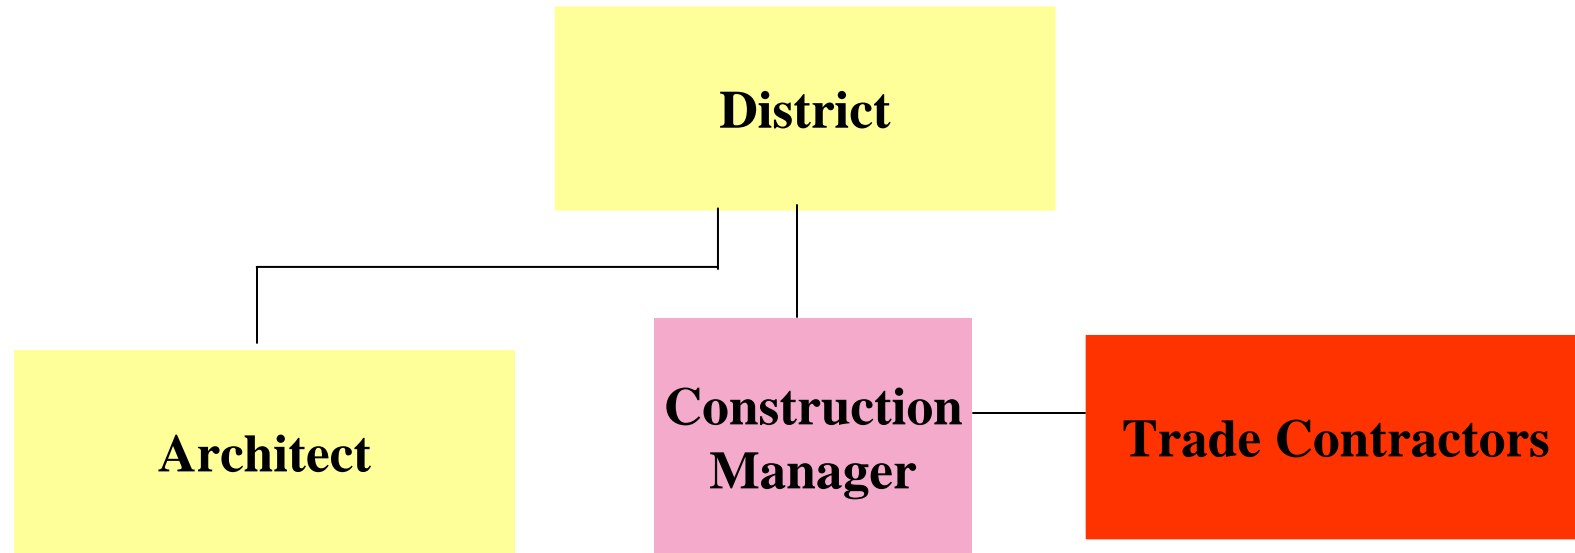 District
Architect
Construction
Manager
Trade Contractors